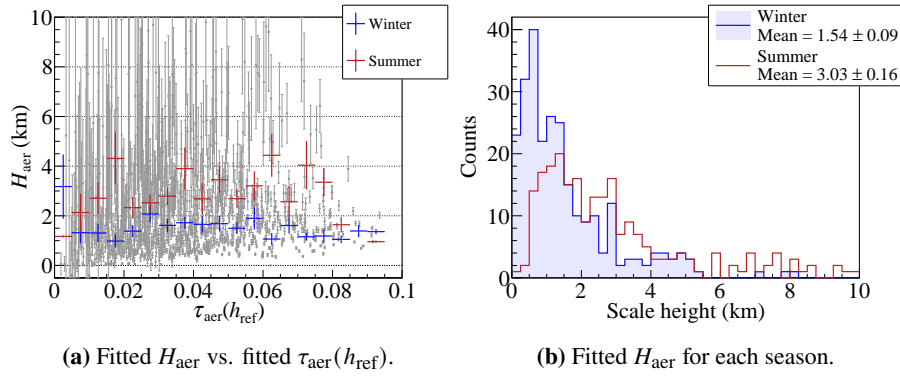 10
8
6
4
2
0
H_aer (km)
0 0.02 0.04 0.06 0.08 0.1
τ_aer(h_ref)
Winter
Summer
40
30
20
10
0
Counts
0 2 4 6 8 10
Scale height (km)
Winter
Mean = 1.54 ± 0.09
Summer
Mean = 3.03 ± 0.16
(a) Fitted H_aer vs. fitted τ_aer(h_ref).
(b) Fitted H_aer for each season.